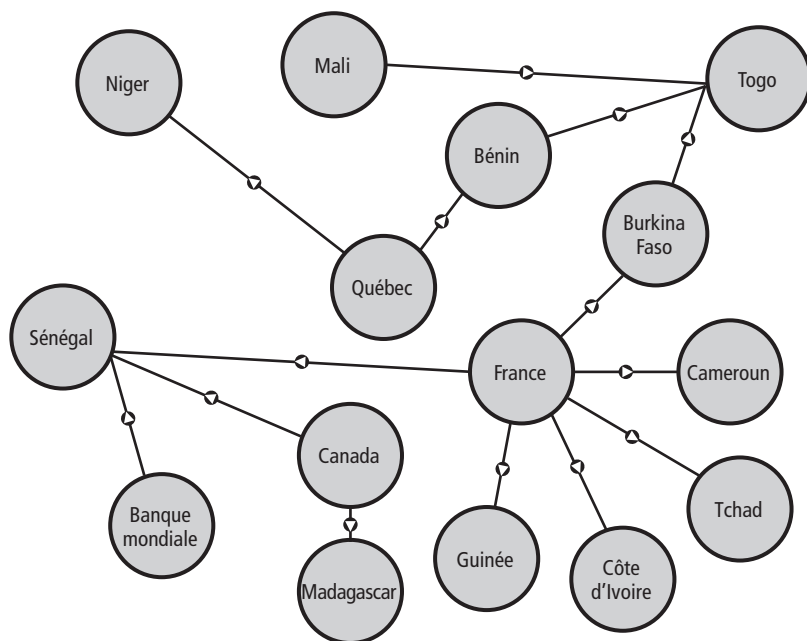 Niger
Mali
Togo
Bénin
Burkina
Faso
Québec
Sénégal
France
Cameroun
Canada
Banque
mondiale
Tchad
Guinée
Côte
d’Ivoire
Madagascar